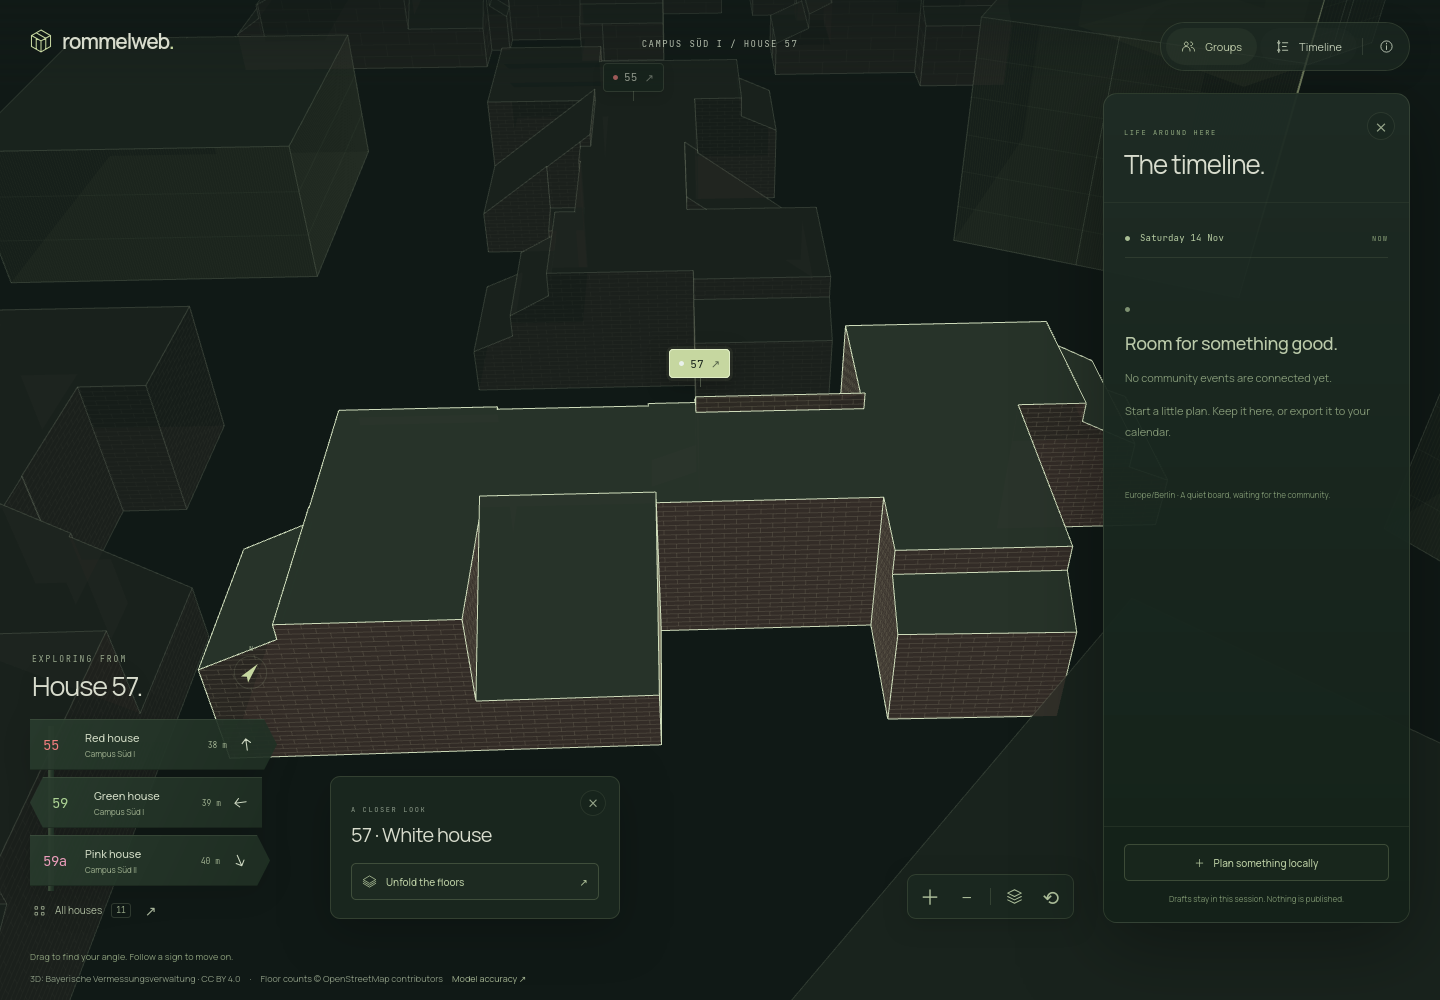 rommelweb.
CAMPUS SÜD I / HOUSE 57
Groups
Timeline
55 ↗
LIFE AROUND HERE
The timeline.
Saturday 14 Nov
NOW
Room for something good.
No community events are connected yet.
Start a little plan. Keep it here, or export it to your
calendar.
Europe/Berlin · A quiet board, waiting for the community.
57 ↗
N
EXPLORING FROM
House 57.
55 Red house 38 m
Campus Süd I
59 Green house 39 m
Campus Süd I
59a Pink house 40 m
Campus Süd II
All houses 11 ↗
A CLOSER LOOK
57 · White house
Unfold the floors ↗
+ Plan something locally
Drafts stay in this session. Nothing is published.
Drag to find your angle. Follow a sign to move on.
3D: Bayerische Vermessungsverwaltung · CC BY 4.0 · Floor counts © OpenStreetMap contributors Model accuracy ↗